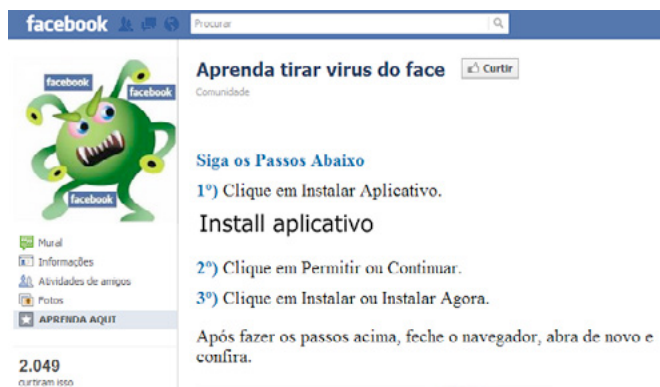 facebook
Procurar
facebook
facebook
facebook
Mural
Informações
Atividades de amigos
Fotos
APRENDA AQUI
2.049
curtiram isso
Aprenda tirar virus do face
Curtir
Comunidade
Siga os Passos Abaixo
1º) Clique em Instalar Aplicativo.
Install aplicativo
2º) Clique em Permitir ou Continuar.
3º) Clique em Instalar ou Instalar Agora.
Após fazer os passos acima, feche o navegador, abra de novo e
confira.